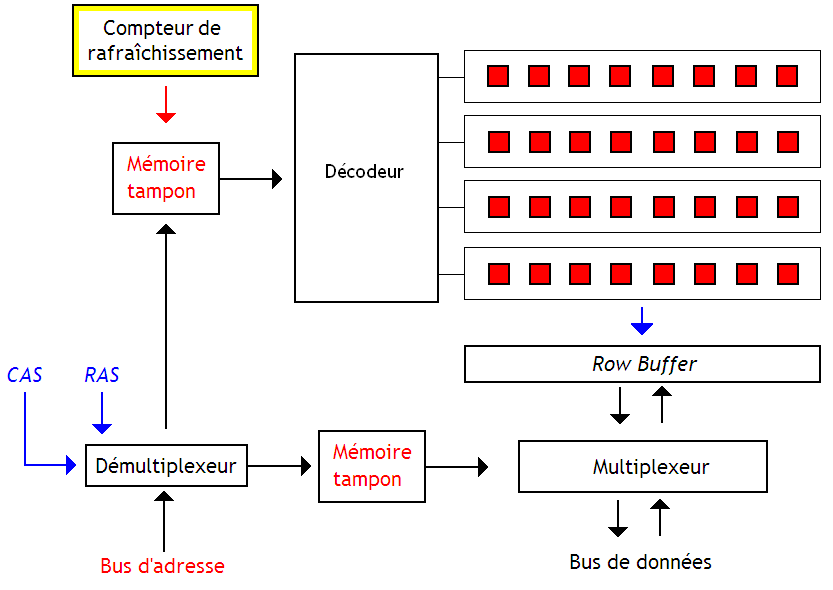 Compteur de
rafraîchissement
Mémoire
tampon
Décodeur
Row Buffer
CAS
RAS
Démultiplexeur
Mémoire
tampon
Multiplexeur
Bus d'adresse
Bus de données